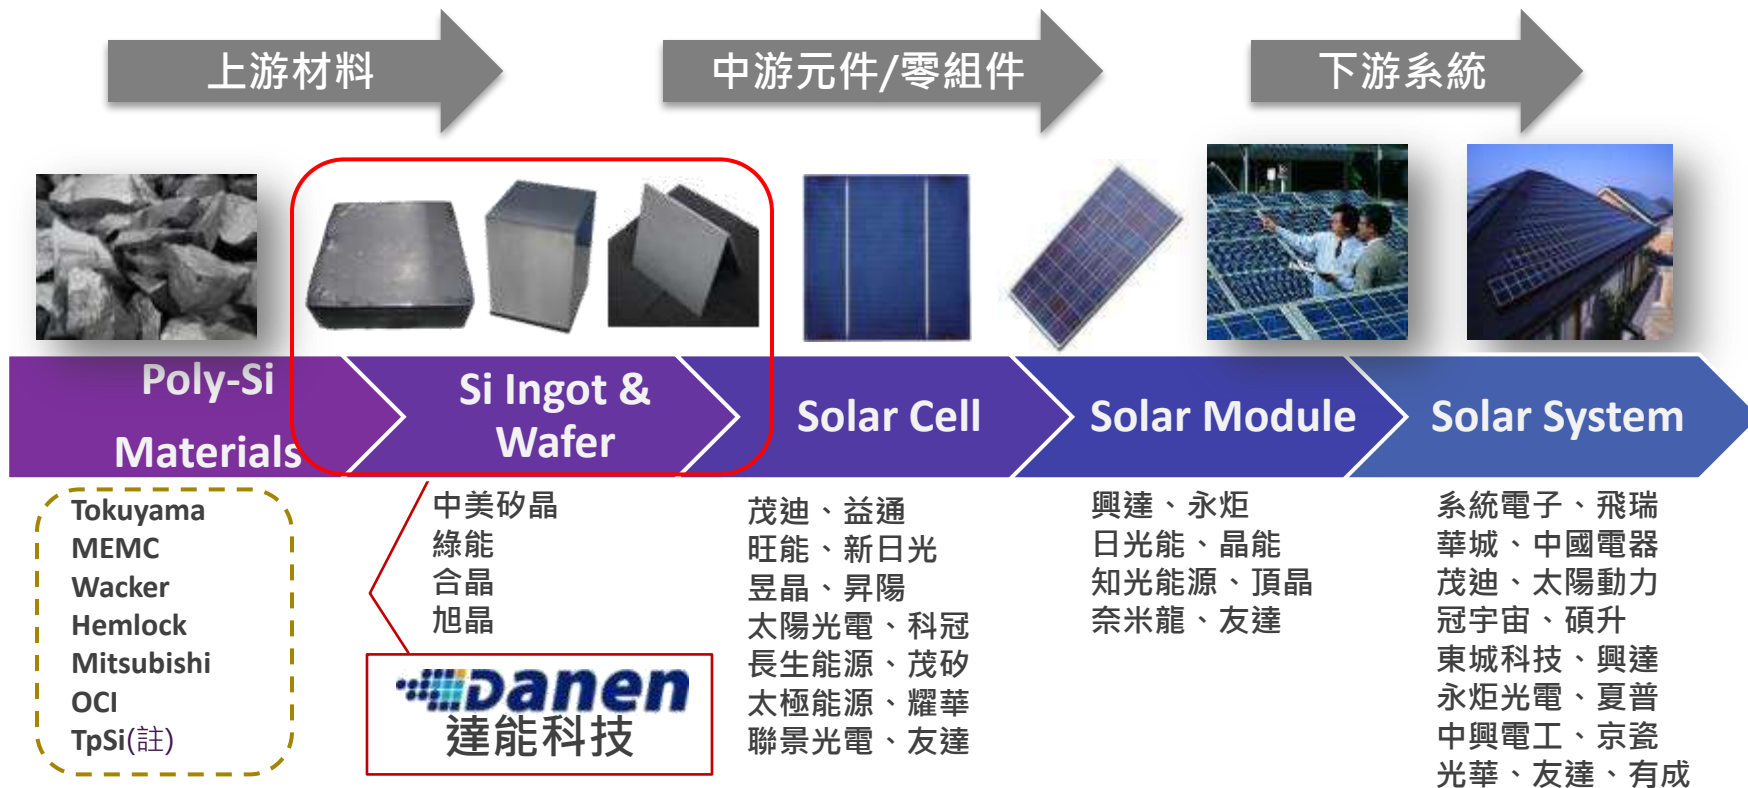 上游材料
中游元件/零組件
下游系統
Poly-Si
Materials
Si Ingot &
Wafer
Solar Cell
Solar Module
Solar System
Tokuyama
MEMC
Wacker
Hemlock
Mitsubishi
OCI
TpSi(註)
中美矽晶
綠能
合晶
旭晶
Danen
達能科技
茂迪、益通
旺能、新日光
昱晶、昇陽
太陽光電、科冠
長生能源、茂矽
太極能源、耀華
聯景光電、友達
興達、永炬
日光能、晶能
知光能源、頂晶
奈米龍、友達
系統電子、飛瑞
華城、中國電器
茂迪、太陽動力
冠宇宙、碩升
東城科技、興達
永炬光電、夏普
中興電工、京瓷
光華、友達、有成